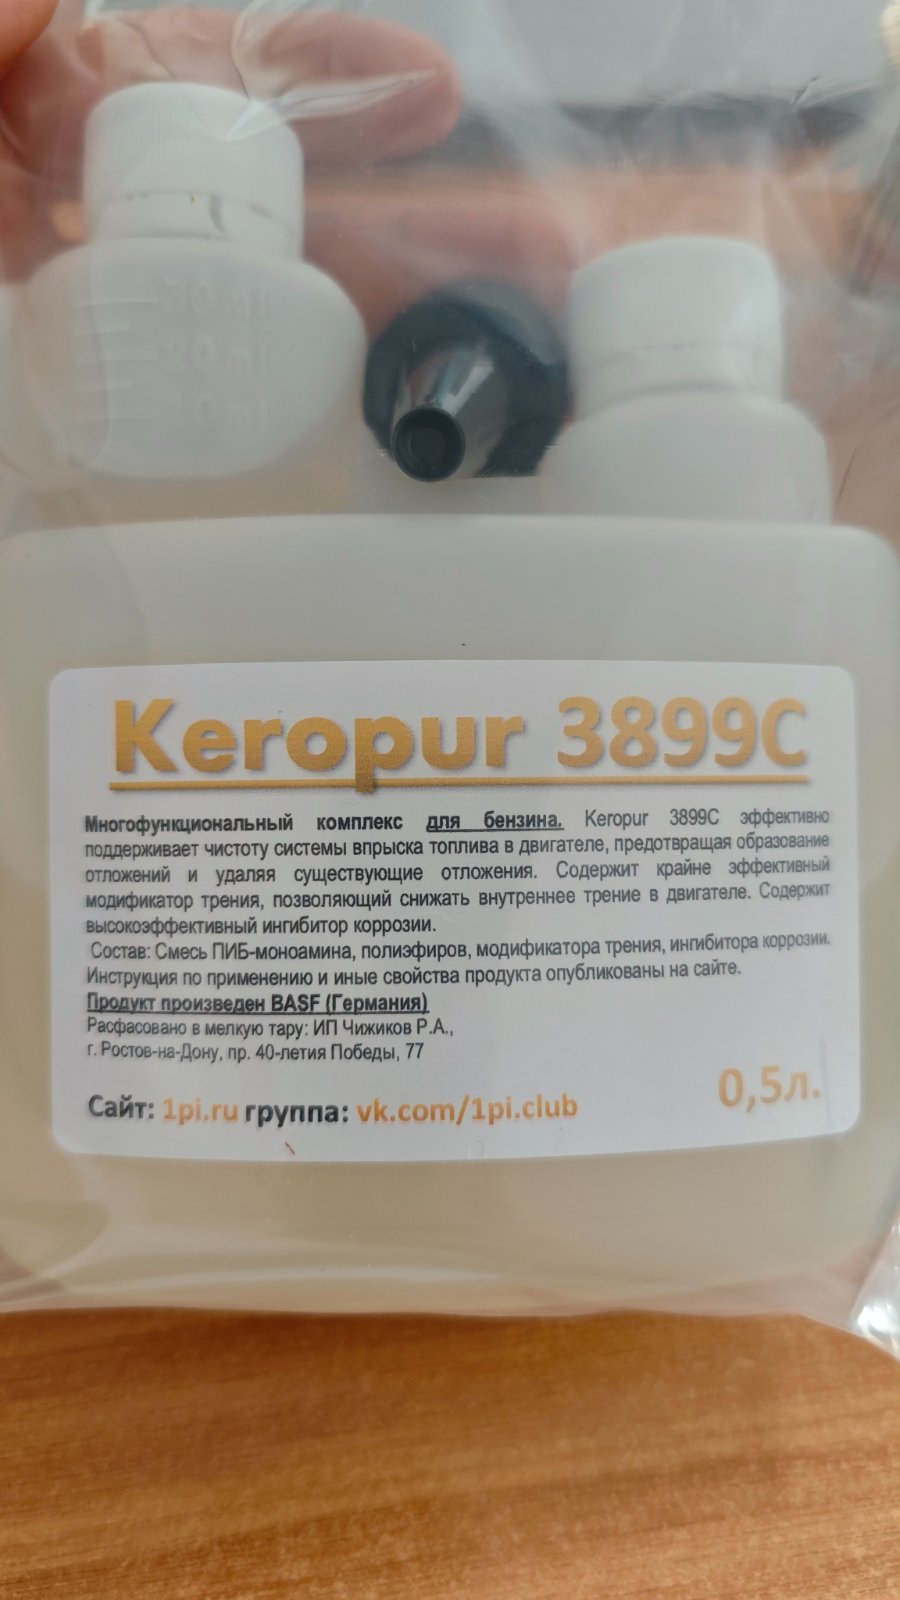 30ml
20ml
10ml
Keropur 3899C
Многофункциональный комплекс для бензина. Keropur 3899C эффективно
поддерживает чистоту системы впрыска топлива в двигателе, предотвращая образование
отложений и удаляя существующие отложения. Содержит крайне эффективный
модификатор трения, позволяющий снижать внутреннее трение в двигателе. Содержит
высокоэффективный ингибитор коррозии.
Состав: Смесь ПИБ-моноамина, полиэфиров, модификатора трения, ингибитора коррозии.
Инструкция по применению и иные свойства продукта опубликованы на сайте.
Продукт произведен BASF (Германия)
Расфасовано в мелкую тару: ИП Чижиков Р.А.,
г. Ростов-на-Дону, пр. 40-летия Победы, 77
0,5л.
Сайт: 1pi.ru группа: vk.com/1pi.club